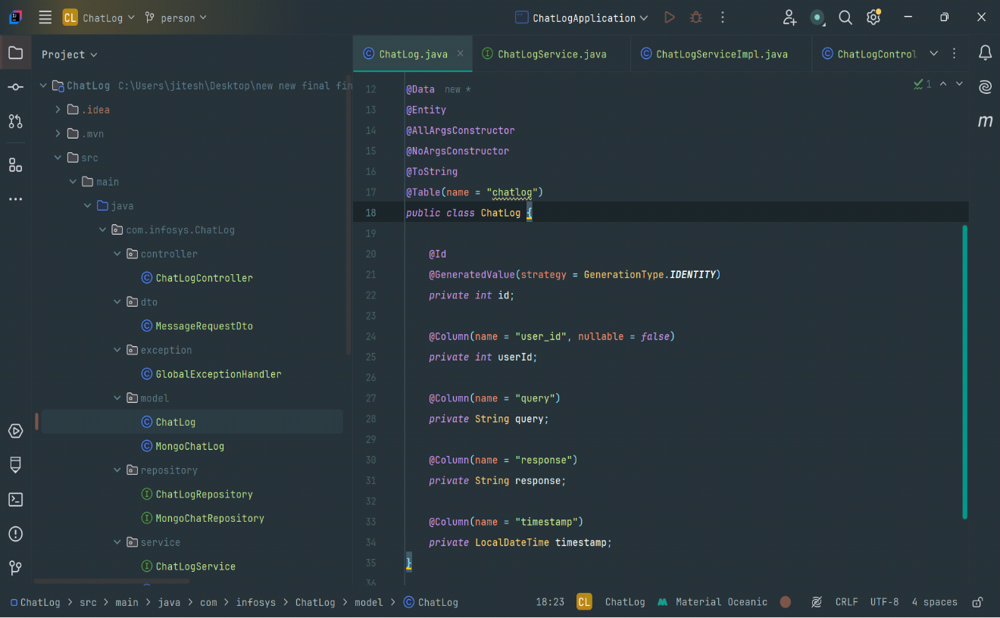 CL ChatLog person ChatLogApplication
Project
ChatLog.java ChatLogService.java ChatLogServiceImpl.java ChatLogControl
ChatLog C:\Users\jitesh\Desktop\new new final fin
.idea
.mvn
src
main
java
com.infosys.ChatLog
controller
ChatLogController
dto
MessageRequestDto
exception
GlobalExceptionHandler
model
ChatLog
MongoChatLog
repository
ChatLogRepository
MongoChatRepository
service
ChatLogService
12 @Data new *
13 @Entity
14 @AllArgsConstructor
15 @NoArgsConstructor
16 @ToString
17 @Table(name = "chatlog")
18 public class ChatLog {
19
20 @Id
21 @GeneratedValue(strategy = GenerationType.IDENTITY)
22 private int id;
23
24 @Column(name = "user_id", nullable = false)
25 private int userId;
26
27 @Column(name = "query")
28 private String query;
29
30 @Column(name = "response")
31 private String response;
32
33 @Column(name = "timestamp")
34 private LocalDateTime timestamp;
35 }
36
1
m
ChatLog > src > main > java > com > infosys > ChatLog > model > ChatLog 18:23 CL ChatLog Material Oceanic CRLF UTF-8 4 spaces